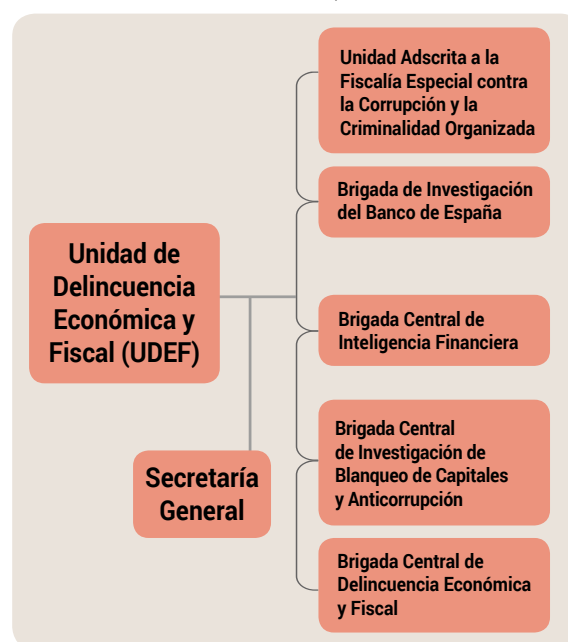 Unidad de
Delincuencia
Económica y
Fiscal (UDEF)
Secretaría
General
Unidad Adscrita a la
Fiscalía Especial contra
la Corrupción y la
Criminalidad Organizada
Brigada de Investigación
del Banco de España
Brigada Central de
Inteligencia Financiera
Brigada Central
de Investigación de
Blanqueo de Capitales
y Anticorrupción
Brigada Central de
Delincuencia Económica
y Fiscal